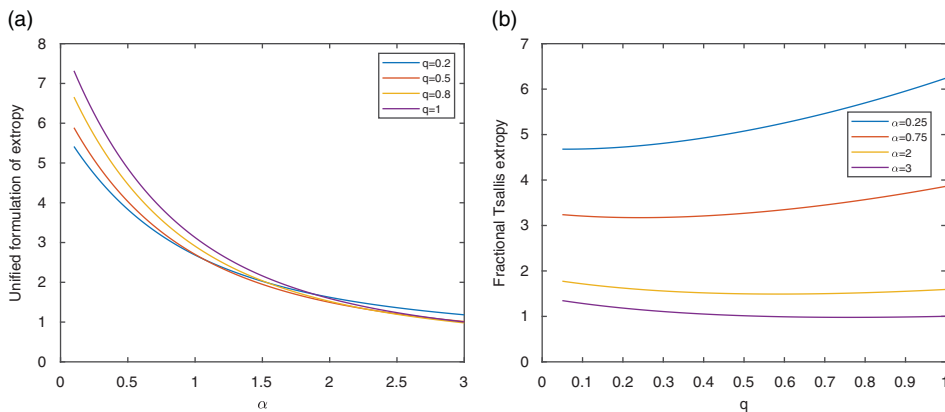 (a)
8
7
6
5
4
3
2
1
0
Unified formulation of extropy
0 0.5 1 1.5 2 2.5 3
α
q=0.2
q=0.5
q=0.8
q=1
(b)
7
6
5
4
3
2
1
0
Fractional Tsallis extropy
0 0.1 0.2 0.3 0.4 0.5 0.6 0.7 0.8 0.9 1
q
α=0.25
α=0.75
α=2
α=3